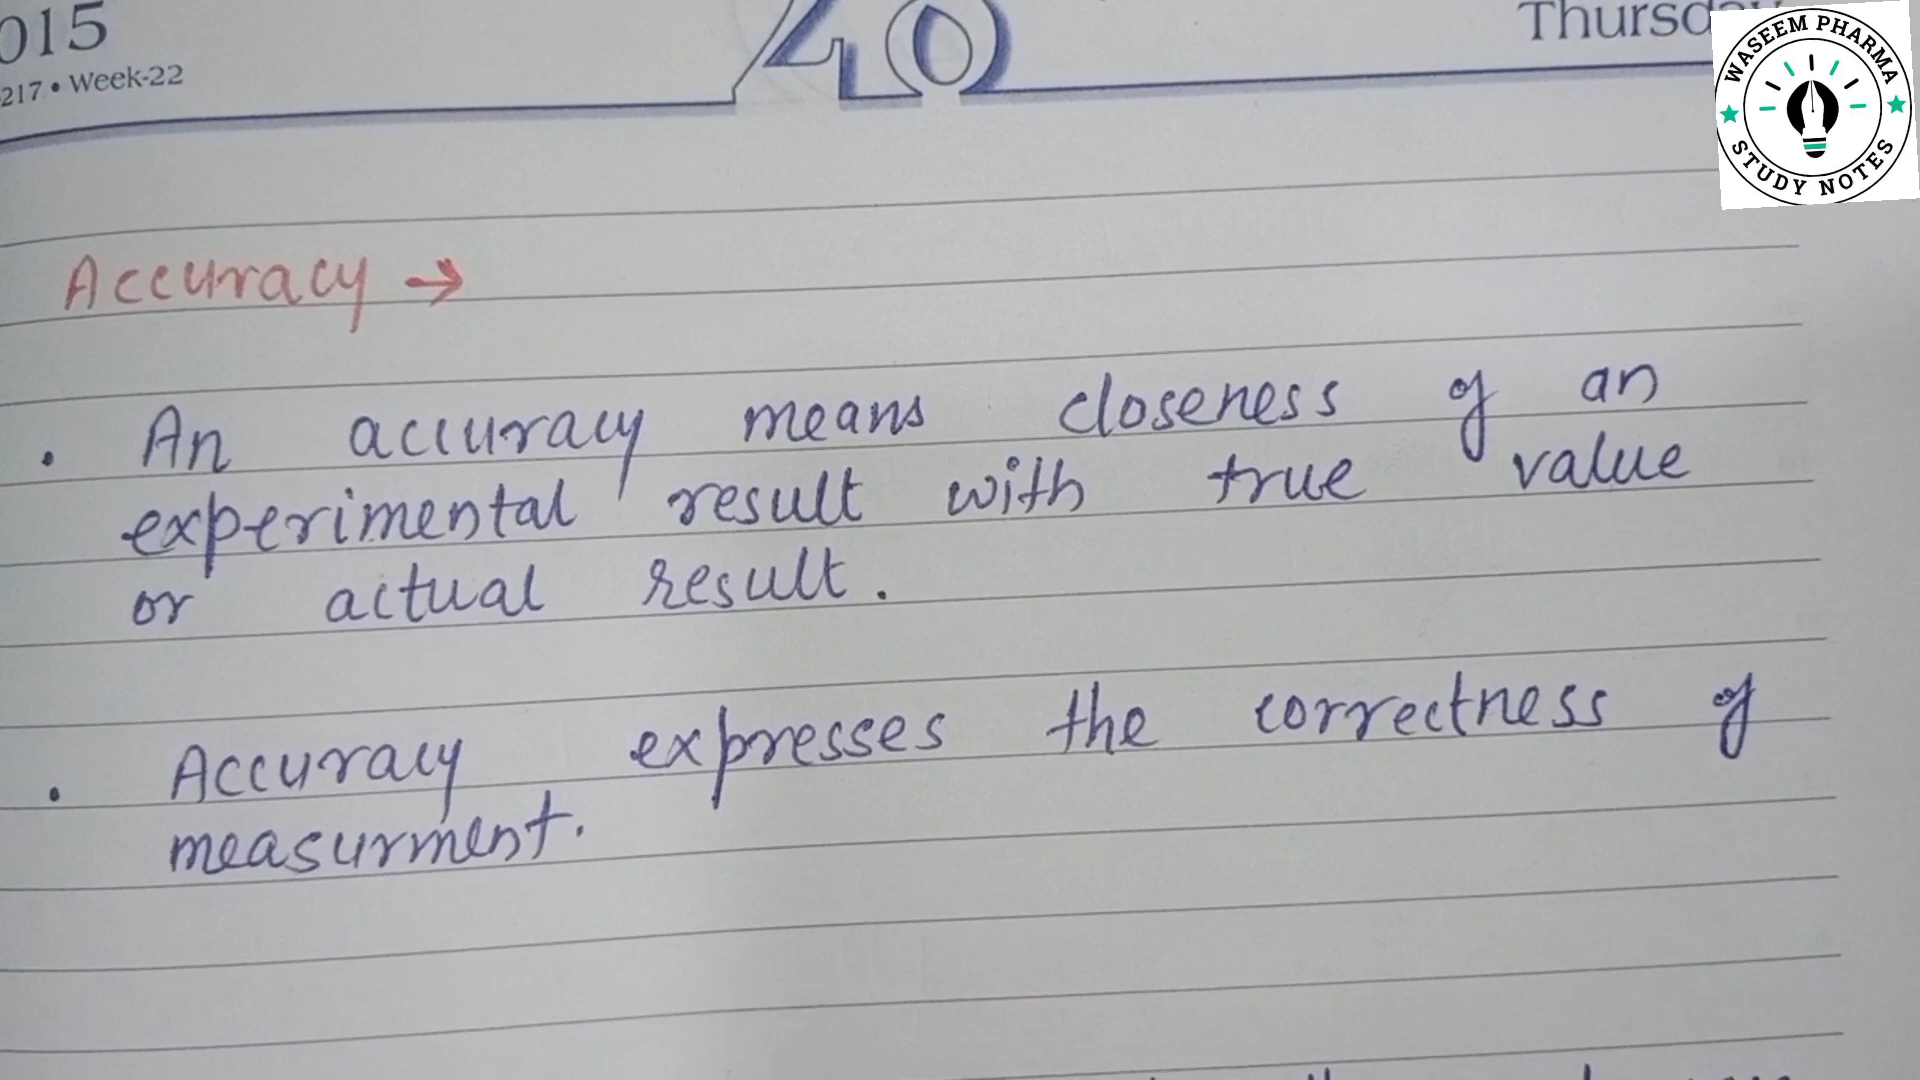 015
217 • Week-22
Thursd
WASEEM PHARMA
STUDY NOTES
Accuracy →
• An accuracy means closeness of an
experimental result with true value
or actual result.
• Accuracy expresses the correctness of
measurment.